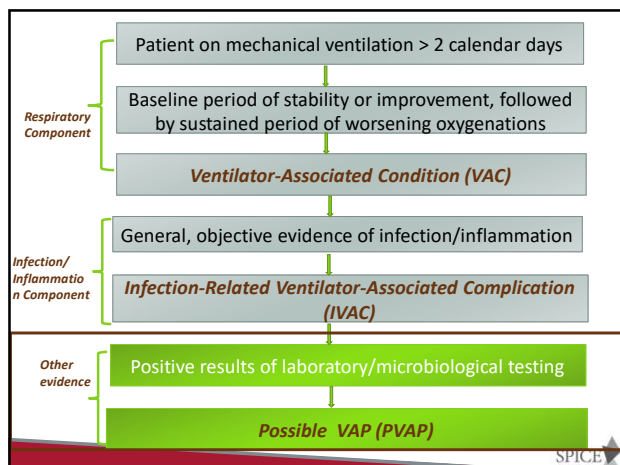 Patient on mechanical ventilation > 2 calendar days
Respiratory
Component
Baseline period of stability or improvement, followed
by sustained period of worsening oxygenations
Ventilator-Associated Condition (VAC)
General, objective evidence of infection/inflammation
Infection/
Inflammatio
n Component
Infection-Related Ventilator-Associated Complication
(IVAC)
Other
evidence
Positive results of laboratory/microbiological testing
Possible VAP (PVAP)
SPICE